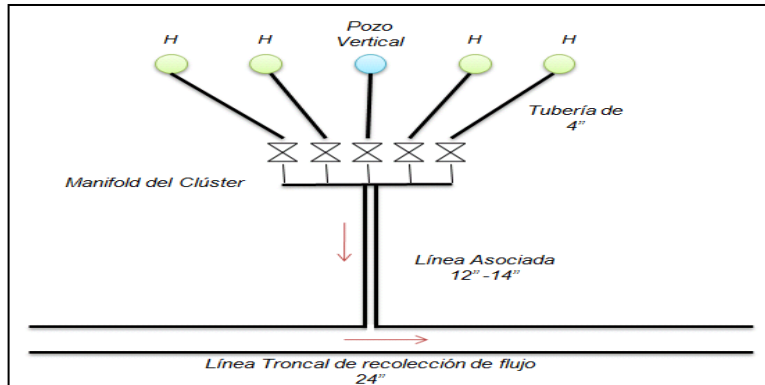 H
H
Pozo
Vertical
H
H
Tubería de
4”
Manifold del Clúster
Línea Asociada
12” -14”
Línea Troncal de recolección de flujo
24”